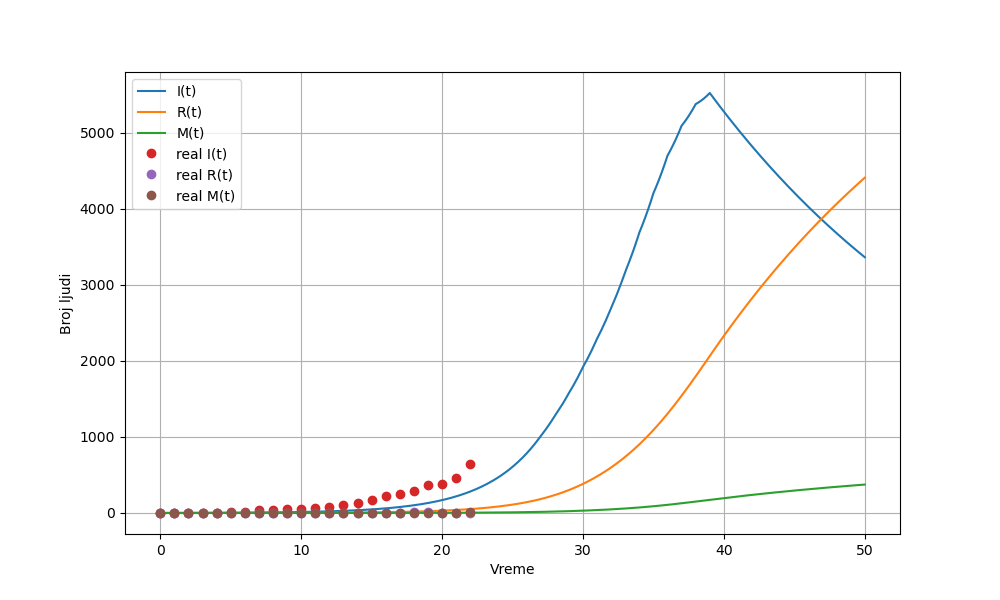 I(t)
R(t)
M(t)
real I(t)
real R(t)
real M(t)
5000
4000
3000
2000
1000
0
Broj ljudi
0 10 20 30 40 50
Vreme